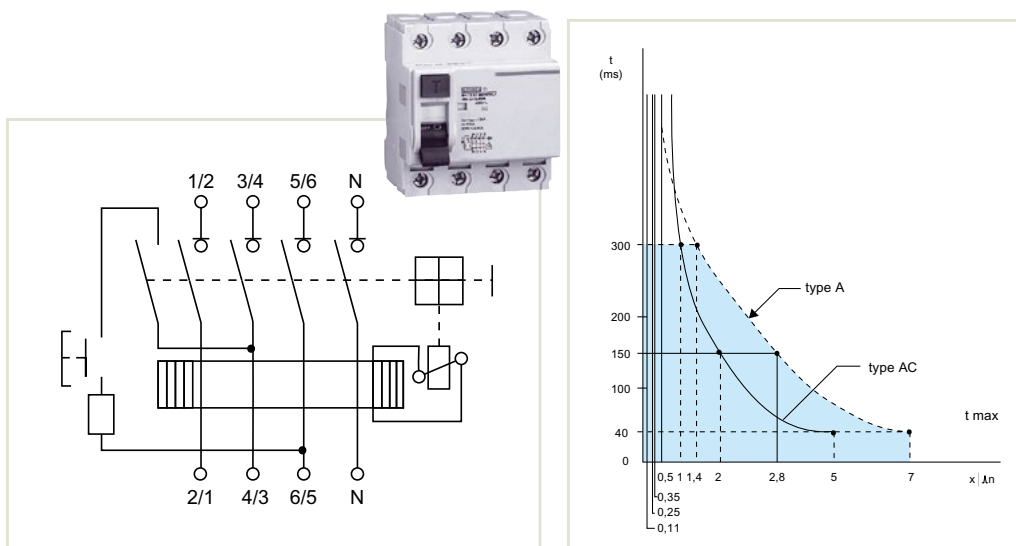 1/2 3/4 5/6 N
2/1 4/3 6/5 N
T
t
(ms)
300
200
150
100
40
0
type A
type AC
t max
0,5 1 1,4 2 2,8 5 7 x
0,35
0,25
0,11